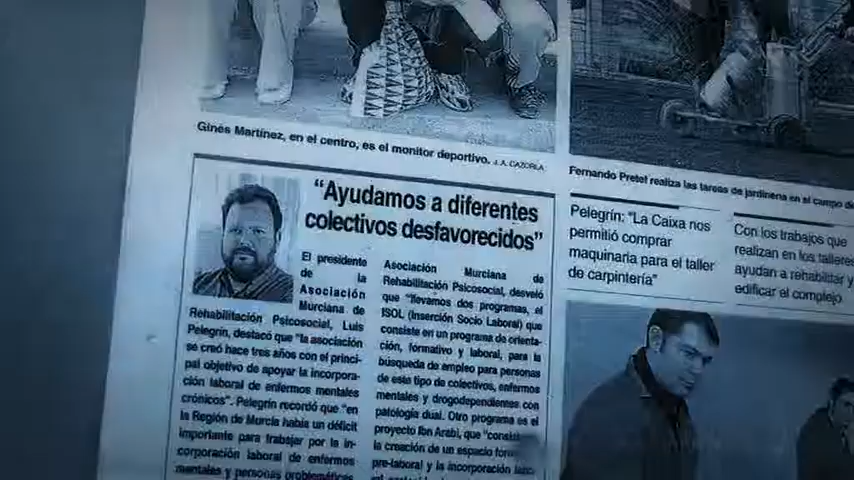 Ginés Martínez, en el centro, es el monitor deportivo. J. A. CAZORLA
Fernando Pretel realiza las tareas de jardinería en el campo de
“Ayudamos a diferentes
colectivos desfavorecidos”
El presidente
de la
Asociación
Murciana de
Rehabilitación Psicosocial, Luis
Pelegrín, destacó que “la asociación
se creó hace tres años con el princi-
pal objetivo de apoyar la incorpora-
ción laboral de enfermos mentales
crónicos”. Pelegrín recordó que “en
la Región de Murcia había un déficit
importante para trabajar por la in-
corporación laboral de enfermos
mentales y personas problemáticas
Asociación Murciana de
Rehabilitación Psicosocial, desveló
que “llevamos dos programas, el
ISOL (Inserción Socio Laboral) que
consiste en un programa de orienta-
ción, formativo y laboral, para la
búsqueda de empleo para personas
de este tipo de colectivos, enfermos
mentales y drogodependientes con
patología dual. Otro programa es el
proyecto Ibn Arabi, que
la creación de un espacio
pre-laboral y la incorporación
Pelegrín: “La Caixa nos
permitió comprar
maquinaria para el taller
de carpintería”
Con los trabajos que
realizan en los talleres
ayudan a rehabilitar y
edificar el complejo